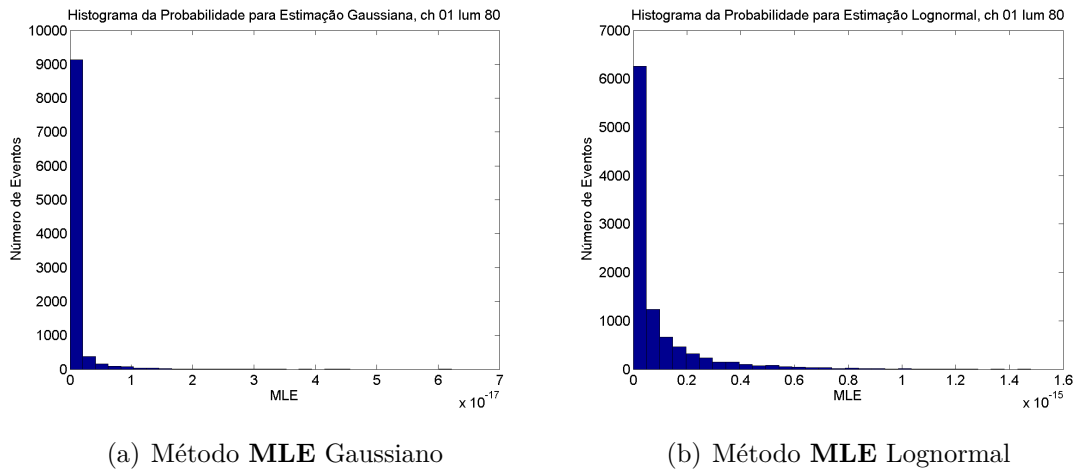 Histograma da Probabilidade para Estimação Gaussiana, ch 01 lum 80
10000
9000
8000
7000
6000
5000
4000
3000
2000
1000
0
Número de Eventos
0 1 2 3 4 5 6 7
MLE
x 10^-17
(a) Método MLE Gaussiano
Histograma da Probabilidade para Estimação Lognormal, ch 01 lum 80
7000
6000
5000
4000
3000
2000
1000
0
Número de Eventos
0 0.2 0.4 0.6 0.8 1 1.2 1.4 1.6
MLE
x 10^-15
(b) Método MLE Lognormal